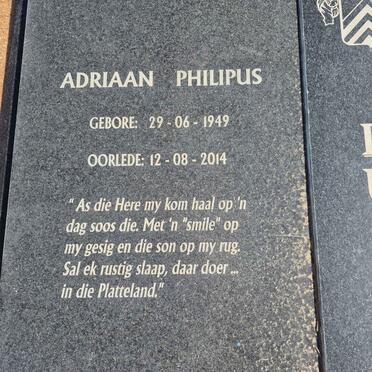 ADRIAAN PHILIPUS
GEBORE: 29 - 06 - 1949
OORLEDE: 12 - 08 - 2014
" As die Here my kom haal op 'n
dag soos die. Met 'n "smile" op
my gesig en die son op my rug.
Sal ek rustig slaap, daar doer ...
in die Platteland."